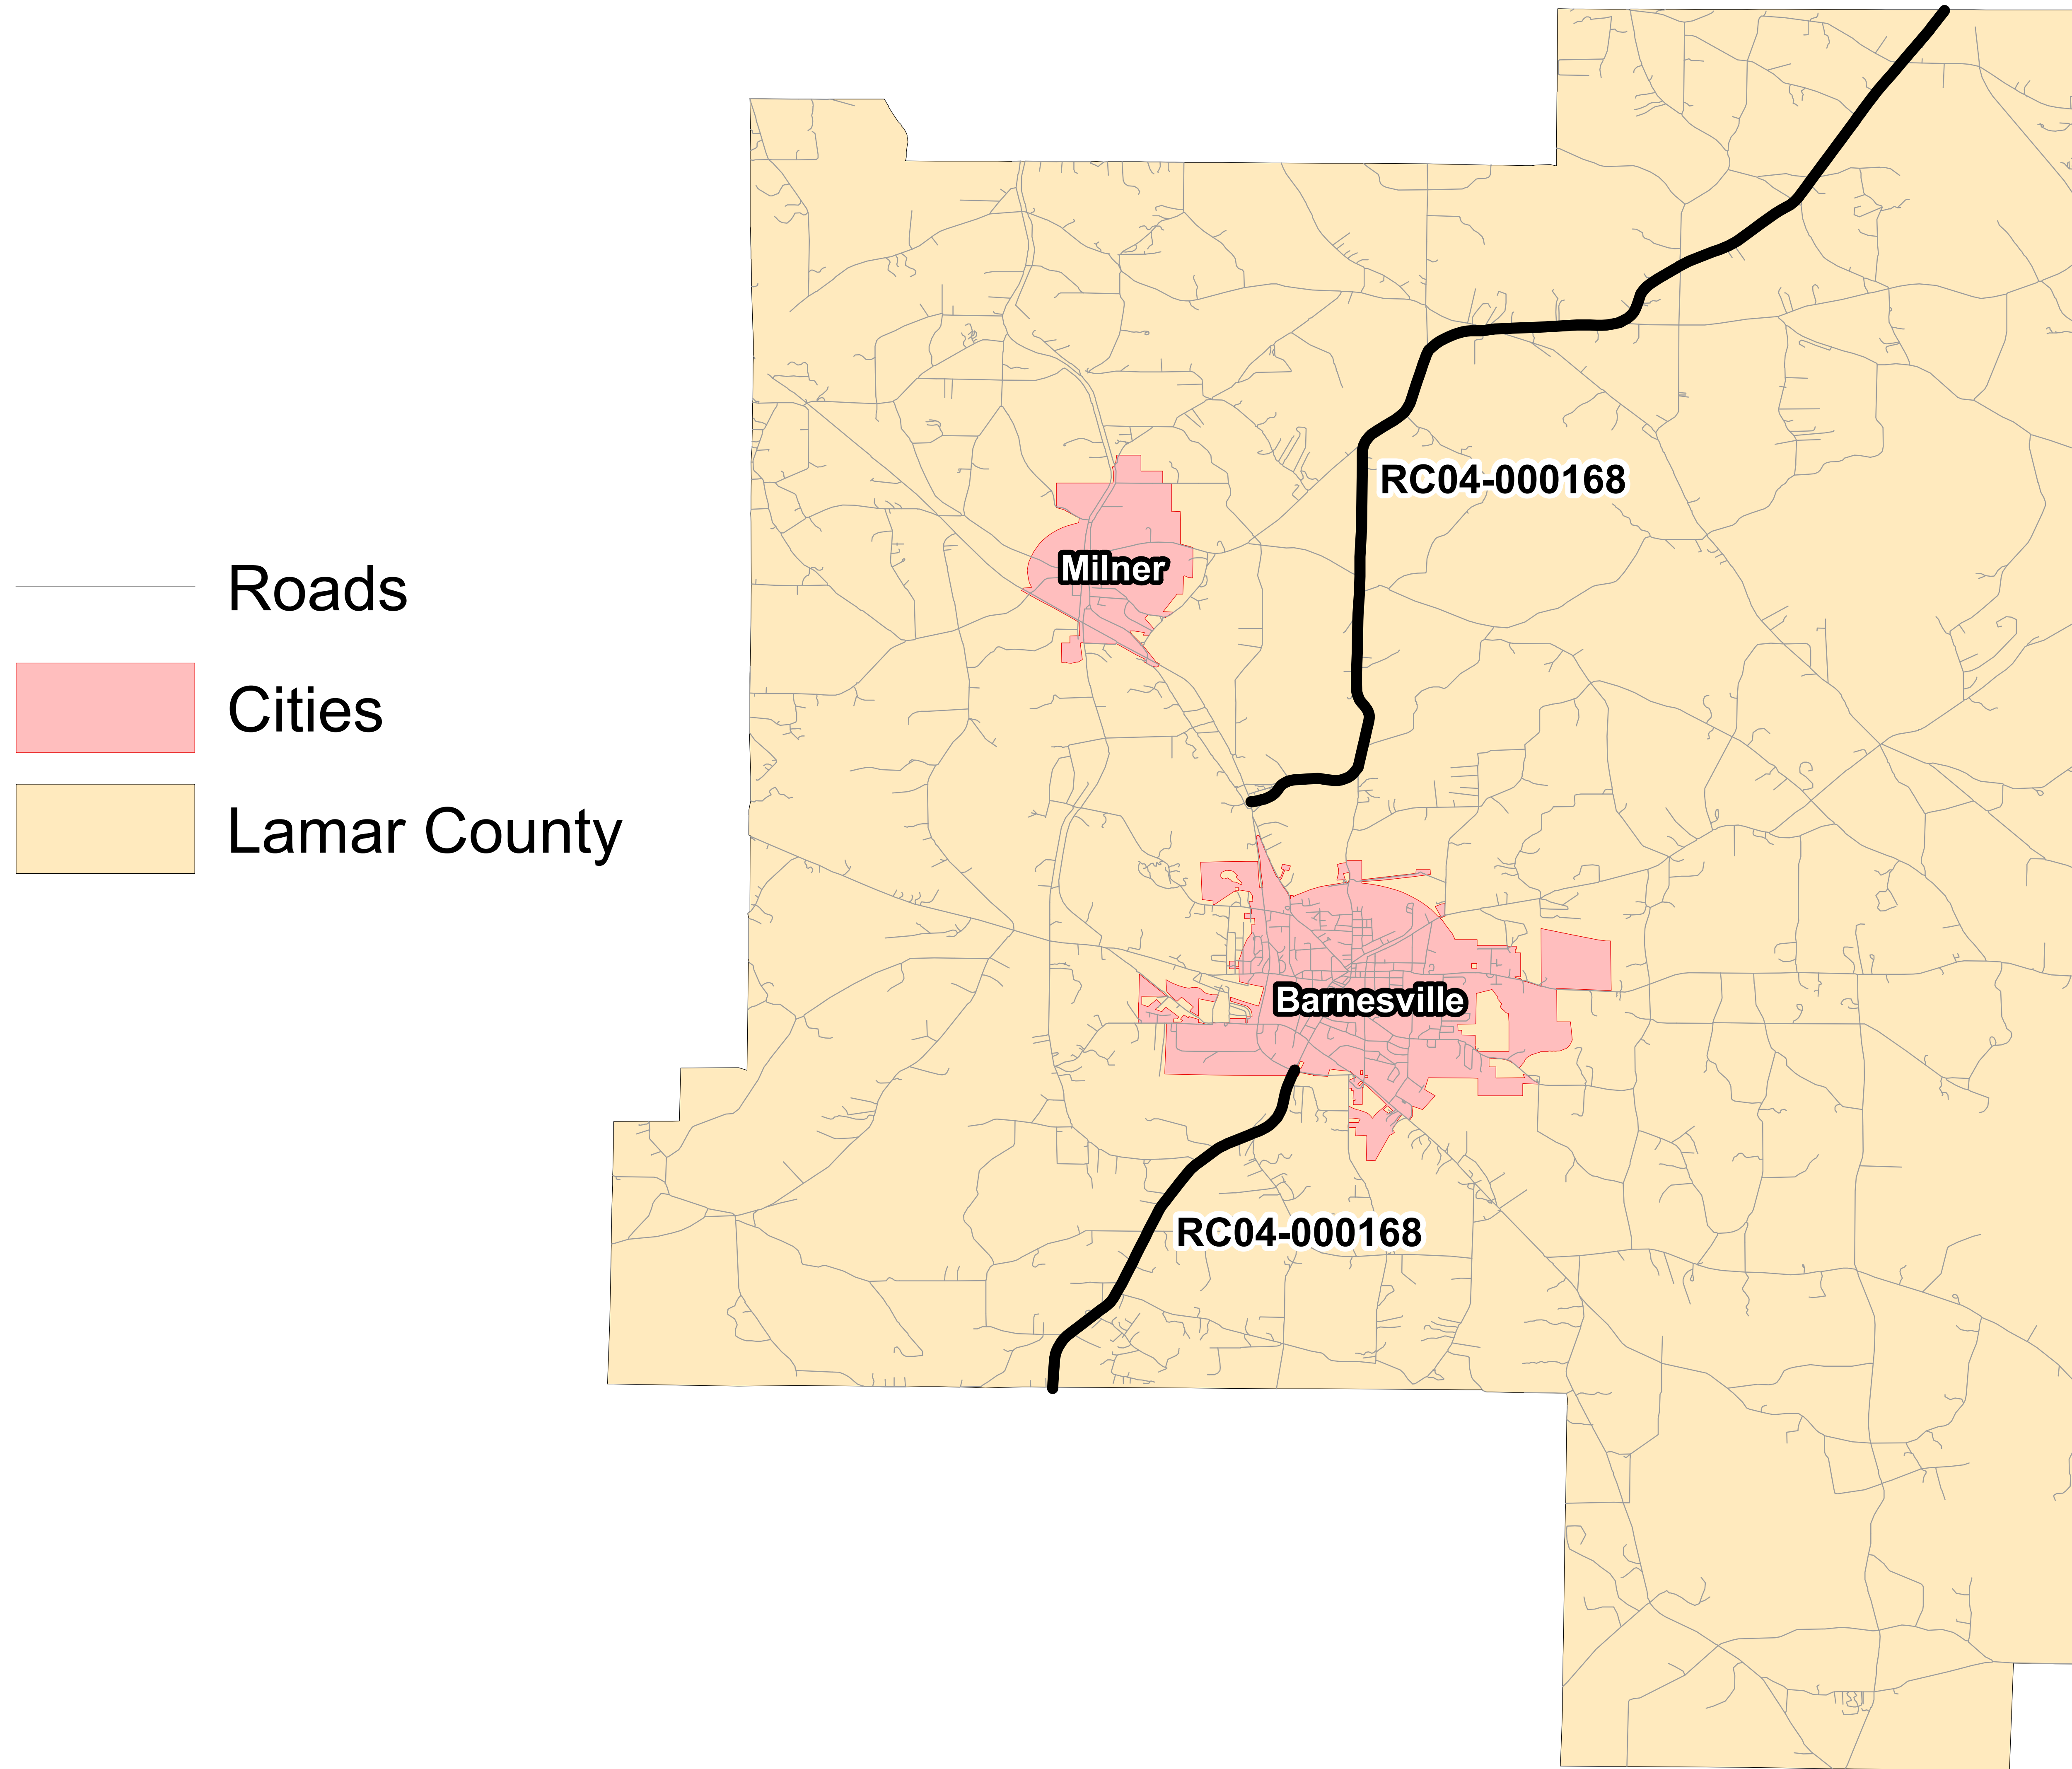 RC04-000168
Milner
Roads
Cities
Lamar County
Barnesville
RC04-000168